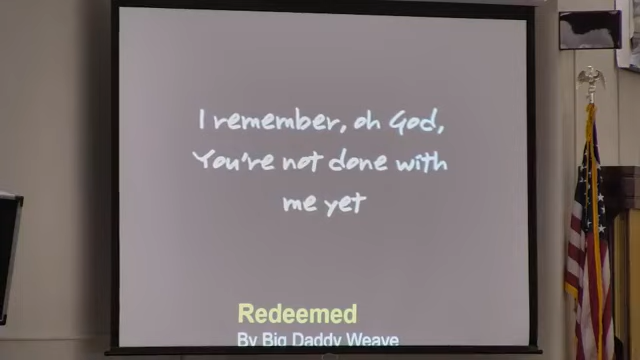 I remember, oh God,
You're not done with
me yet
Redeemed
By Big Daddy Weave